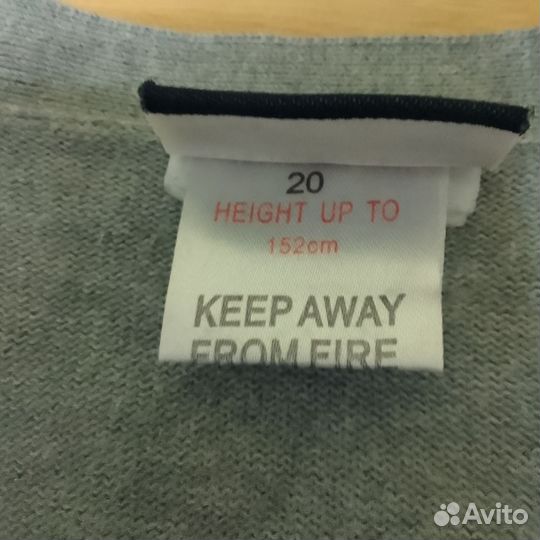 20
HEIGHT UP TO
152cm
KEEP AWAY
FROM FIRE
Avito